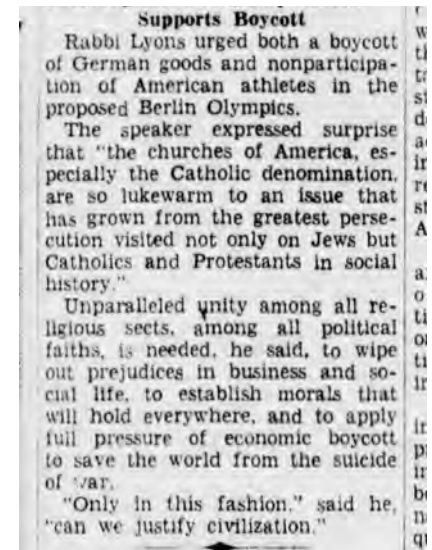 Supports Boycott
Rabbi Lyons urged both a boycott
of German goods and nonparticipa-
tion of American athletes in the
proposed Berlin Olympics.
The speaker expressed surprise
that "the churches of America, es-
pecially the Catholic denomination,
are so lukewarm to an issue that
has grown from the greatest perse-
cution visited not only on Jews but
Catholics and Protestants in social
history."
Unparalleled unity among all re-
ligious sects, among all political
faiths, is needed, he said, to wipe
out prejudices in business and so-
cial life, to establish morals that
will hold everywhere, and to apply
full pressure of economic boycott
to save the world from the suicide
of war.
"Only in this fashion," said he,
"can we justify civilization."